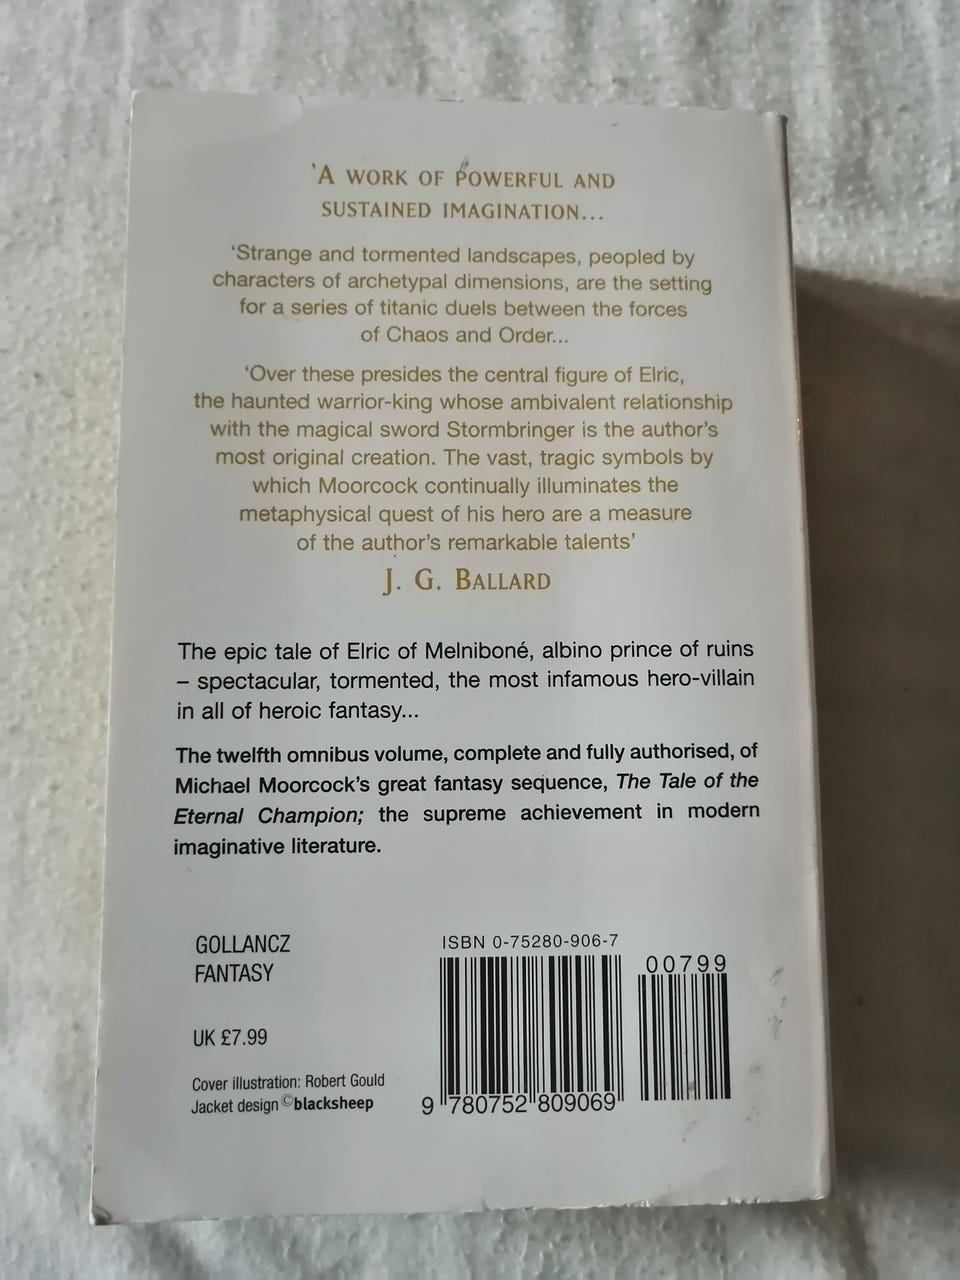 ‘A WORK OF POWERFUL AND
SUSTAINED IMAGINATION...
‘Strange and tormented landscapes, peopled by
characters of archetypal dimensions, are the setting
for a series of titanic duels between the forces
of Chaos and Order...
‘Over these presides the central figure of Elric,
the haunted warrior-king whose ambivalent relationship
with the magical sword Stormbringer is the author’s
most original creation. The vast, tragic symbols by
which Moorcock continually illuminates the
metaphysical quest of his hero are a measure
of the author’s remarkable talents’
J. G. BALLARD
The epic tale of Elric of Melniboné, albino prince of ruins
– spectacular, tormented, the most infamous hero-villain
in all of heroic fantasy...
The twelfth omnibus volume, complete and fully authorised, of
Michael Moorcock’s great fantasy sequence, The Tale of the
Eternal Champion; the supreme achievement in modern
imaginative literature.
GOLLANCZ
FANTASY
UK £7.99
Cover illustration: Robert Gould
Jacket design ©blacksheep
ISBN 0-75280-906-7
00799
9 780752 809069